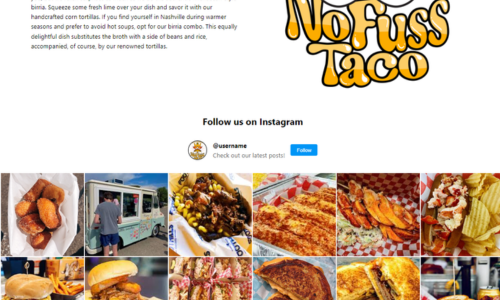 birria. Squeeze some fresh lime over your dish and savor it with our
handcrafted corn tortillas. If you find yourself in Nashville during warmer
seasons and prefer to avoid hot soups, opt for our birria combo. This equally
delightful dish substitutes the broth with a side of beans and rice,
accompanied, of course, by our renowned tortillas.
No Fuss
Taco
Follow us on Instagram
@username
Check out our latest posts!
Follow